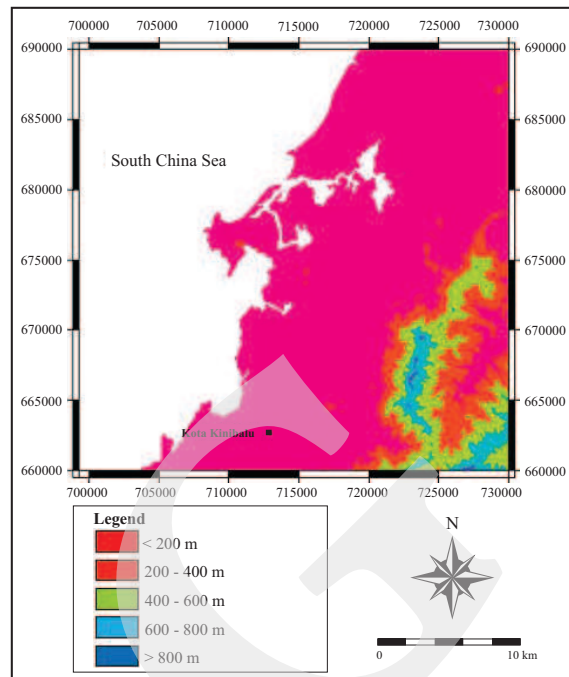 700000 705000 710000 715000 720000 725000 730000
690000 690000
685000 685000
South China Sea
680000 680000
675000 675000
670000 670000
665000 665000
Kota Kinibalu
660000 660000
700000 705000 710000 715000 720000 725000 730000
Legend
< 200 m
200 - 400 m
400 - 600 m
600 - 800 m
> 800 m
N
0 10 km